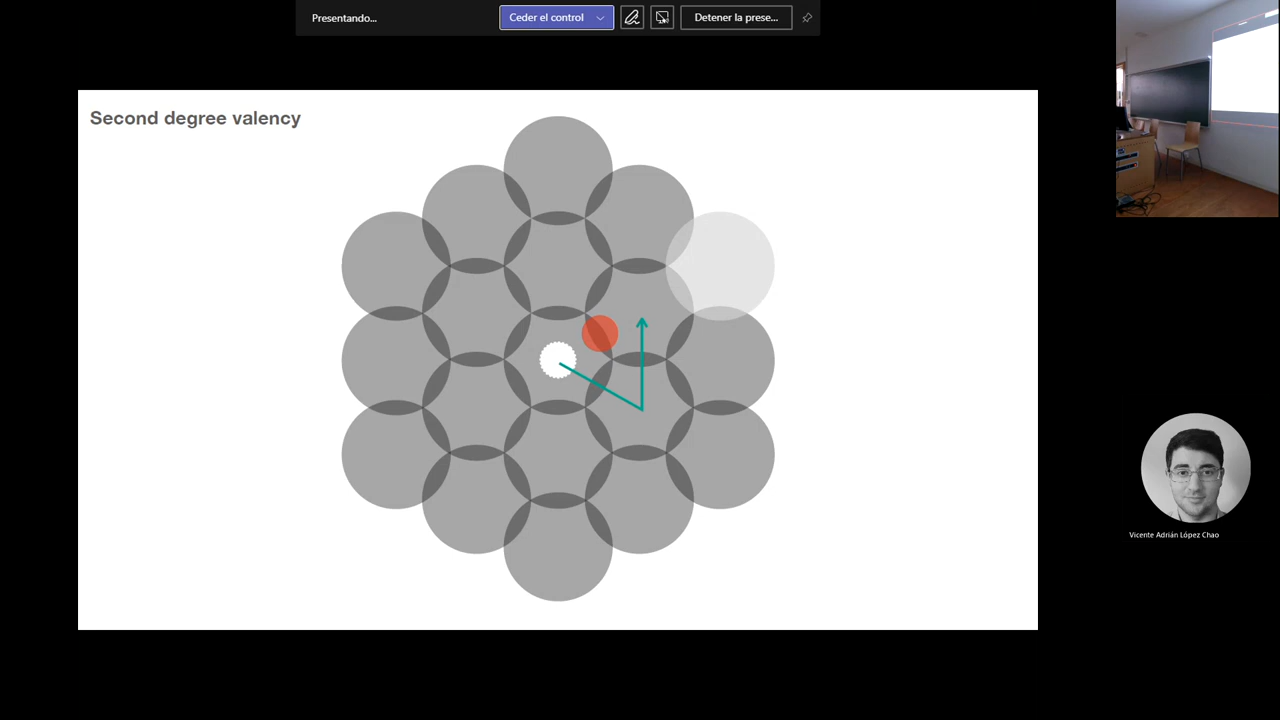 Presentando...
Ceder el control
Detener la prese...
Second degree valency
Vicente Adrián López Chao